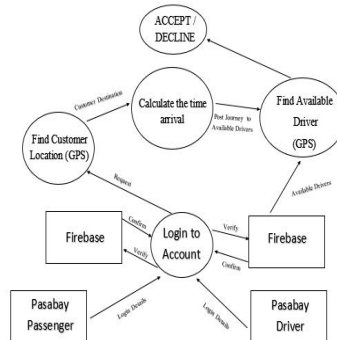 ACCEPT /
DECLINE
Customer Destination
Calculate the time
arrival
Post Journey to
Available Drivers
Find Available
Driver
(GPS)
Find Customer
Location (GPS)
Request
Available Drivers
Firebase
Confirm
Verify
Login to
Account
Verify
Confirm
Firebase
Pasabay
Passenger
Login Details
Login Details
Pasabay
Driver